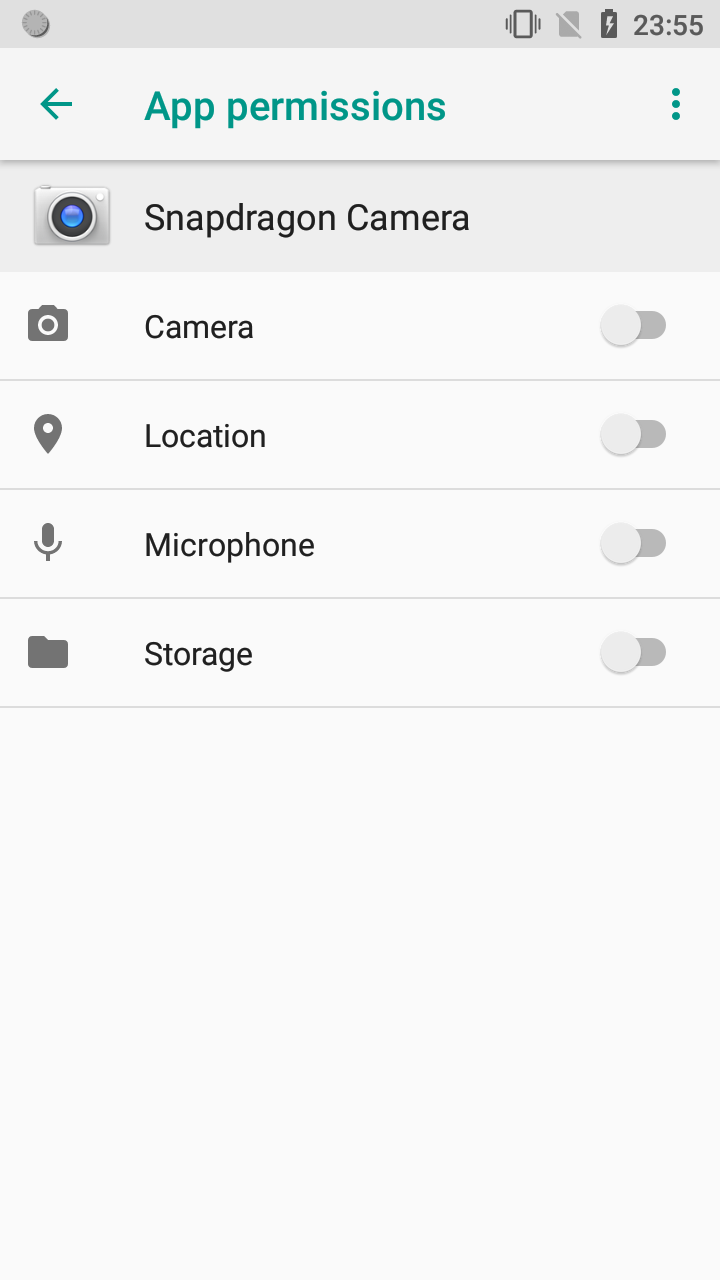 23:55
App permissions
Snapdragon Camera
Camera
Location
Microphone
Storage